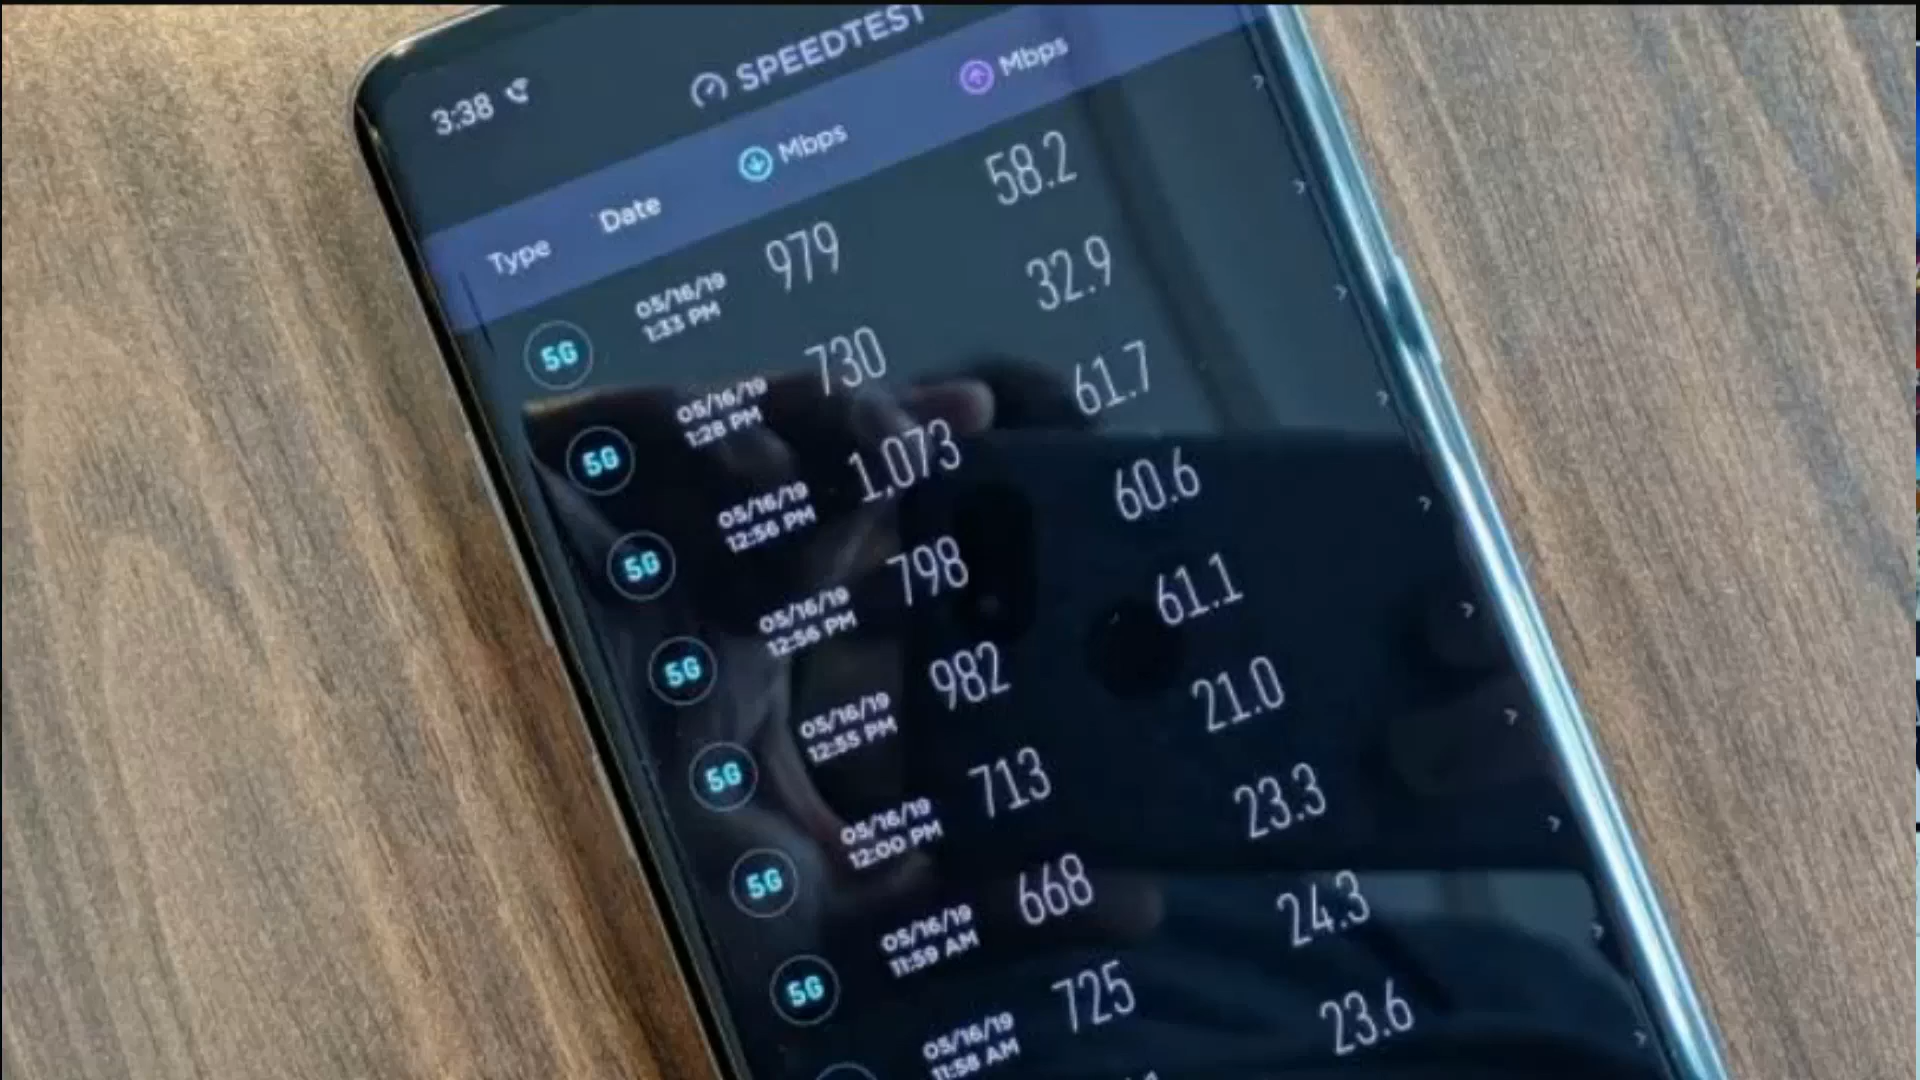 3:38
SPEEDTEST
Type Date Mbps Mbps
5G 05/16/19 979 58.2
1:33 PM
5G 05/16/19 730 32.9
1:28 PM
5G 05/16/19 1,073 61.7
12:56 PM
5G 05/16/19 798 60.6
12:56 PM
5G 05/16/19 982 61.1
12:55 PM
5G 05/16/19 713 21.0
12:00 PM
5G 05/16/19 668 23.3
11:59 AM
05/16/19 725 24.3
11:58 AM
23.6